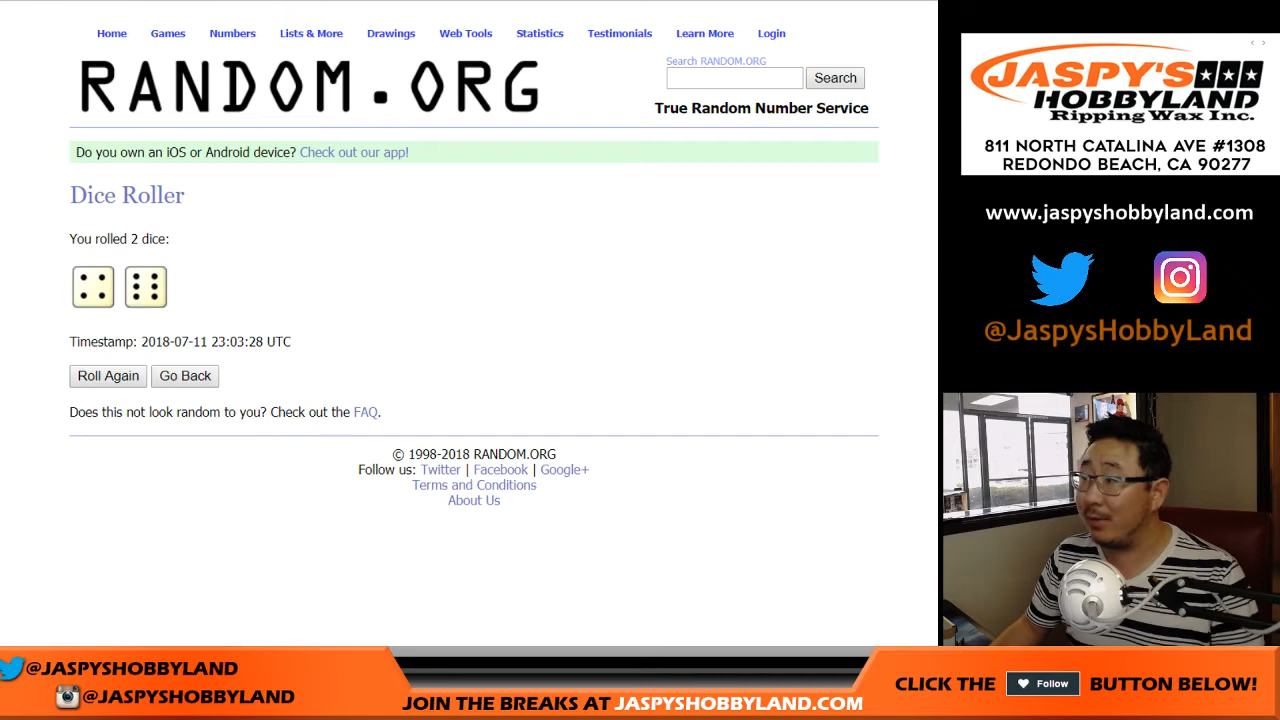 Home Games Numbers Lists & More Drawings Web Tools Statistics Testimonials Learn More Login
RANDOM.ORG
Search RANDOM.ORG
Search
True Random Number Service
Do you own an iOS or Android device? Check out our app!
Dice Roller
You rolled 2 dice:
Timestamp: 2018-07-11 23:03:28 UTC
Roll Again Go Back
Does this not look random to you? Check out the FAQ.
© 1998-2018 RANDOM.ORG
Follow us: Twitter | Facebook | Google+
Terms and Conditions
About Us
JASPY'S
HOBBYLAND
Ripping Wax Inc.
811 NORTH CATALINA AVE #1308
REDONDO BEACH, CA 90277
www.jaspyshobbyland.com
@JaspysHobbyLand
@JASPYSHOBBYLAND
@JASPYSHOBBYLAND
JOIN THE BREAKS AT JASPYSHOBBYLAND.COM
CLICK THE Follow BUTTON BELOW!